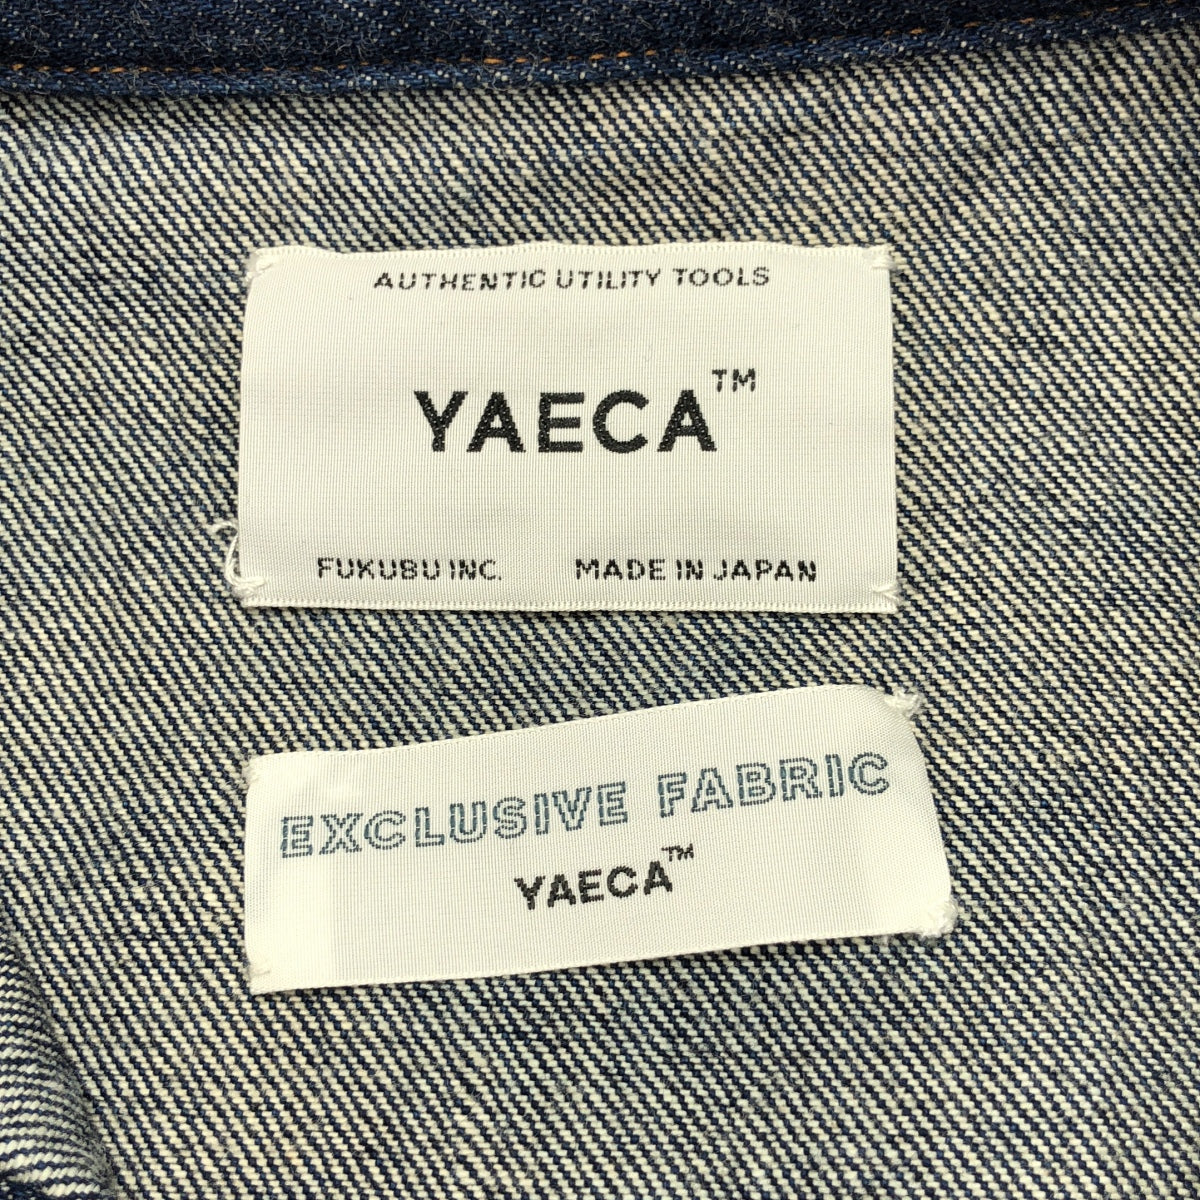 AUTHENTIC UTILITY TOOLS
YAECA™
FUKUBU INC. MADE IN JAPAN
EXCLUSIVE FABRIC
YAECA™